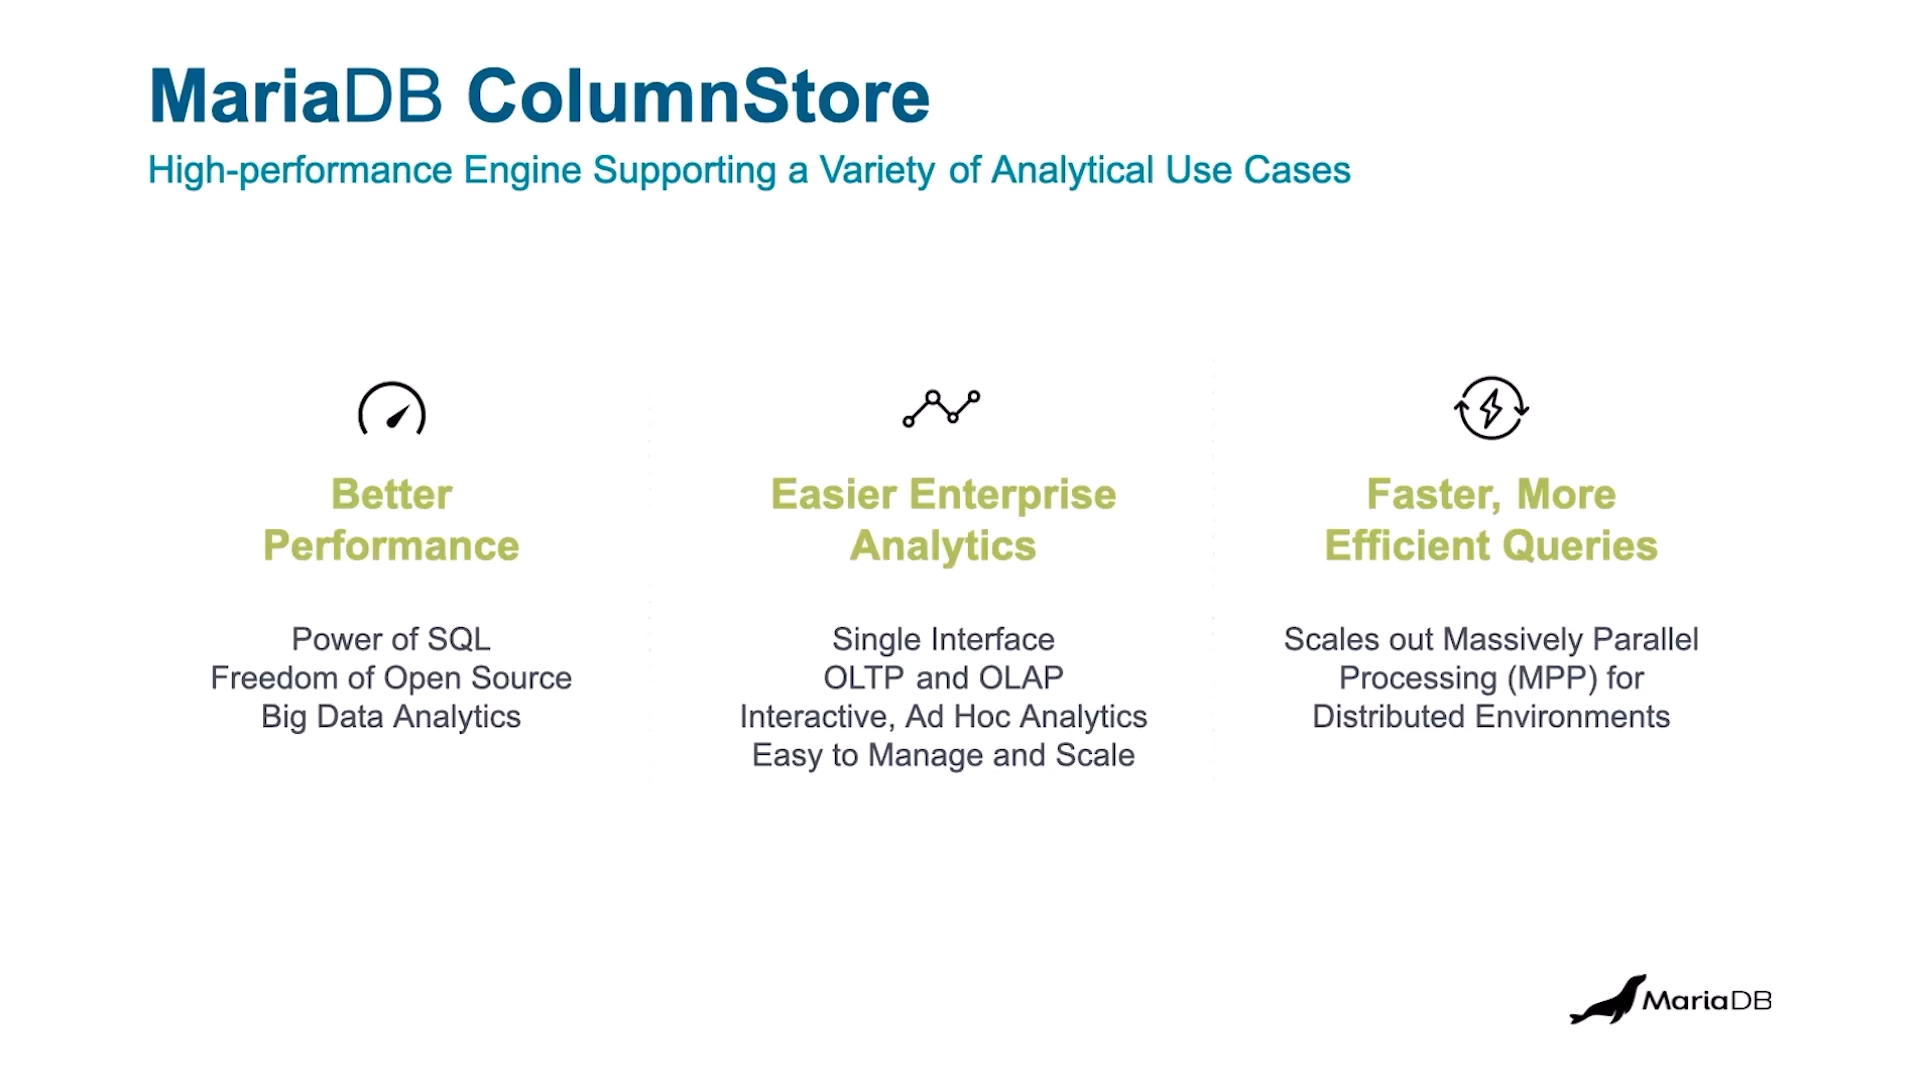 MariaDB ColumnStore
High-performance Engine Supporting a Variety of Analytical Use Cases
Better
Performance
Power of SQL
Freedom of Open Source
Big Data Analytics
Easier Enterprise
Analytics
Single Interface
OLTP and OLAP
Interactive, Ad Hoc Analytics
Easy to Manage and Scale
Faster, More
Efficient Queries
Scales out Massively Parallel
Processing (MPP) for
Distributed Environments
MariaDB